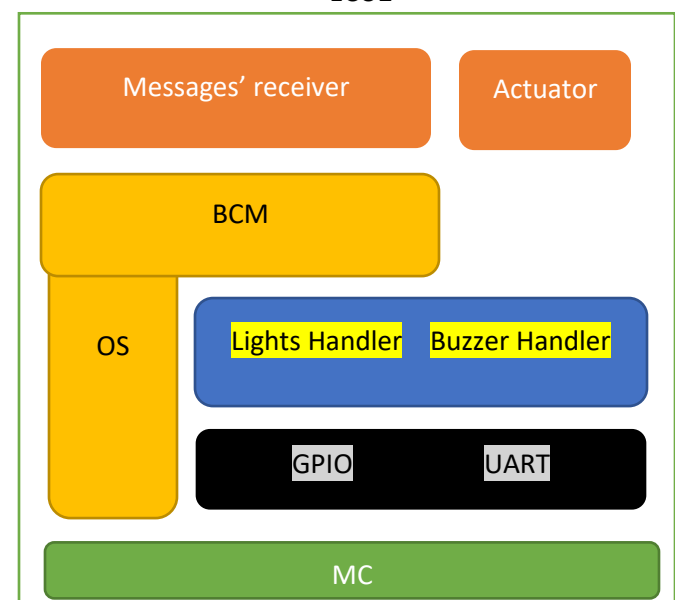 Messages’ receiver
Actuator
BCM
OS
Lights Handler
Buzzer Handler
GPIO
UART
MC